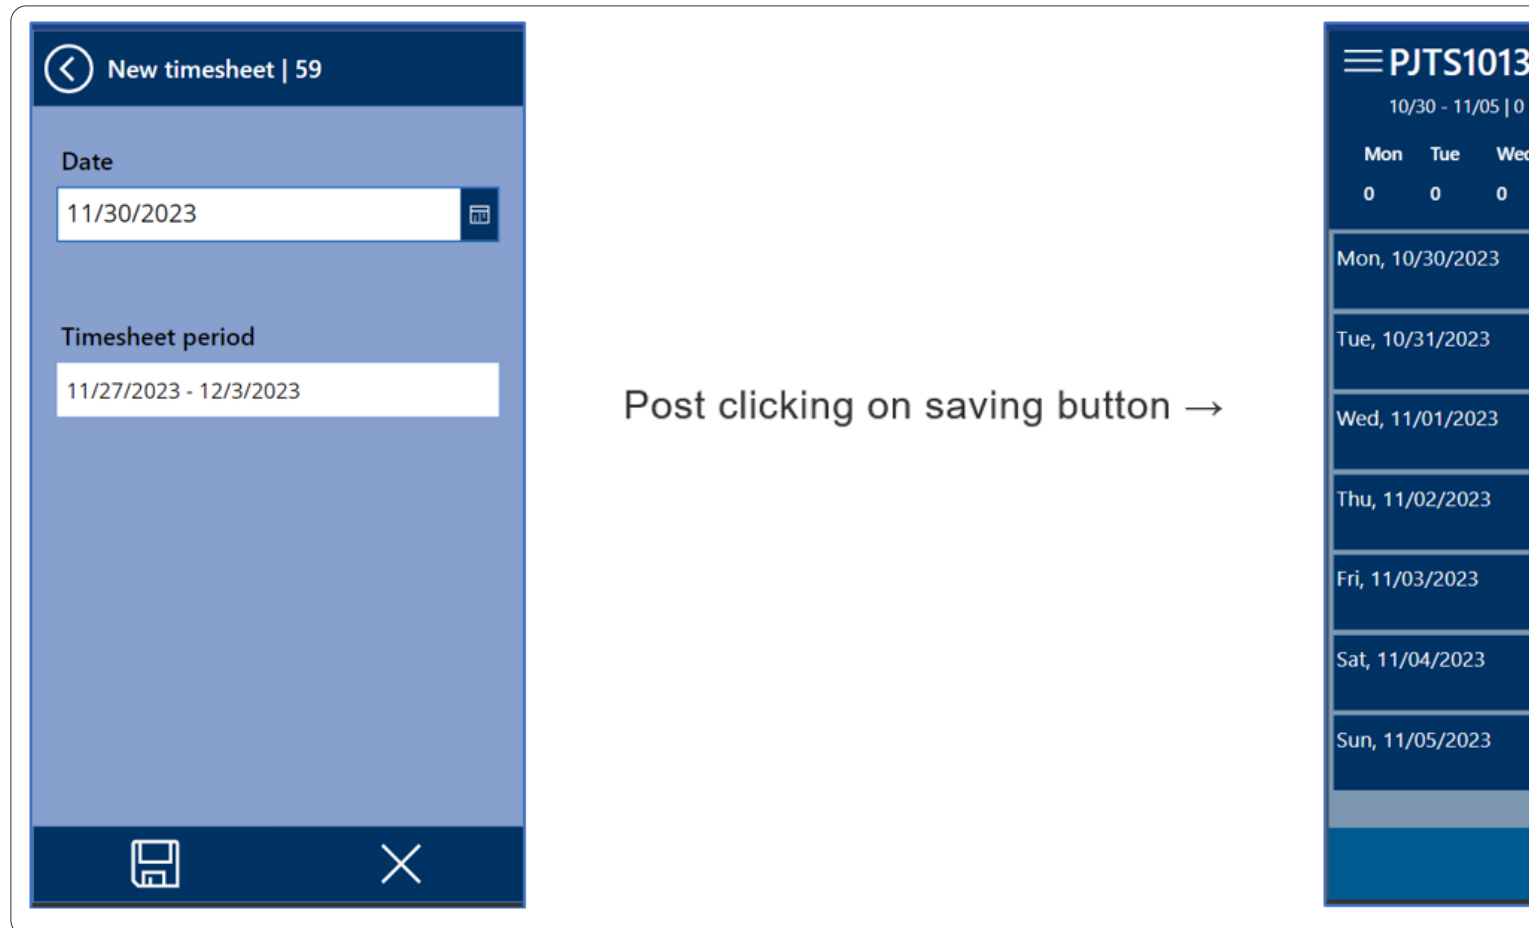 New timesheet | 59
Date
11/30/2023
Timesheet period
11/27/2023 - 12/3/2023
Post clicking on saving button →
PJTS1013
10/30 - 11/05 | 0
Mon Tue Wed
0 0 0
Mon, 10/30/2023
Tue, 10/31/2023
Wed, 11/01/2023
Thu, 11/02/2023
Fri, 11/03/2023
Sat, 11/04/2023
Sun, 11/05/2023